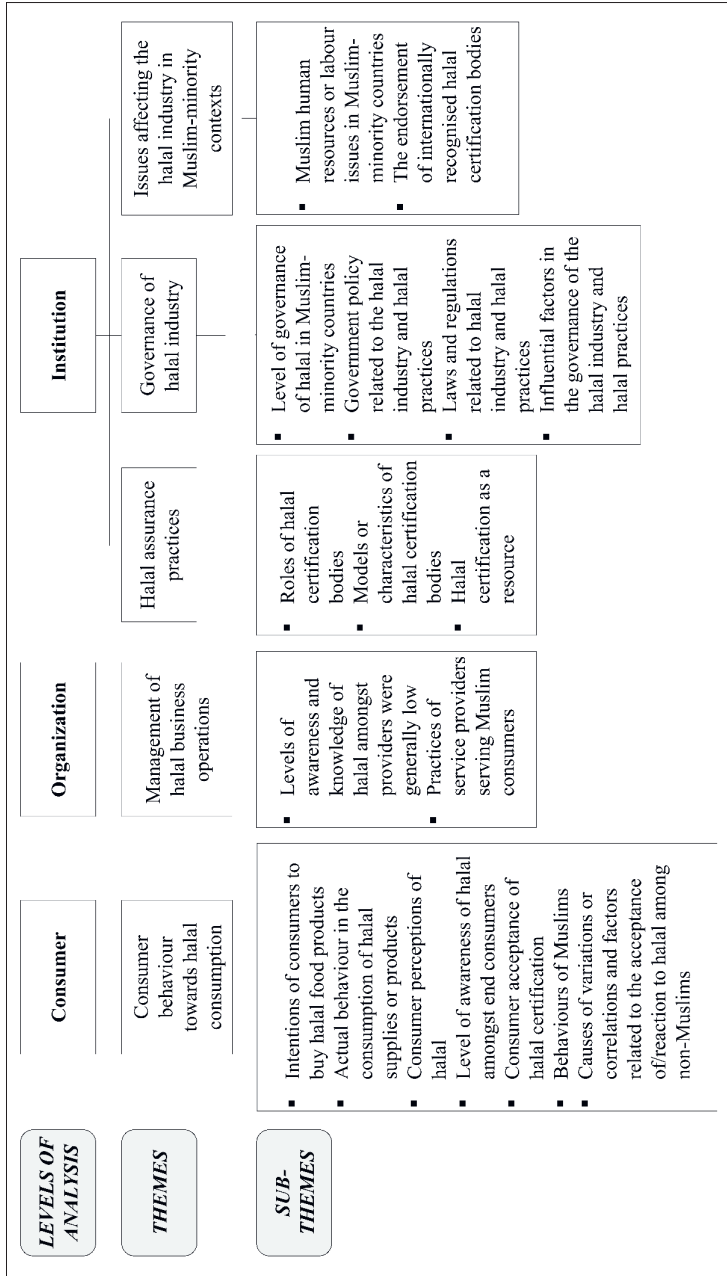 LEVELS OF
ANALYSIS
Consumer
Organization
Institution
THEMES
Consumer
behaviour
towards halal
consumption
Management of
halal business
operations
Halal assurance
practices
Governance of
halal industry
Issues affecting the
halal industry in
Muslim-minority
contexts
SUB-
THEMES
▪ Intentions of consumers to
buy halal food products
▪ Actual behaviour in the
consumption of halal
supplies or products
▪ Consumer perceptions of
halal
▪ Level of awareness of halal
amongst end consumers
▪ Consumer acceptance of
halal certification
▪ Behaviours of Muslims
▪ Causes of variations or
correlations and factors
related to the acceptance
of/reaction to halal among
non-Muslims
▪ Levels of
awareness and
knowledge of
halal amongst
providers were
generally low
▪ Practices of
service providers
serving Muslim
consumers
▪ Roles of halal
certification
bodies
▪ Models or
characteristics of
halal certification
bodies
▪ Halal
certification as a
resource
▪ Level of governance
of halal in Muslim-
minority countries
▪ Government policy
related to the halal
industry and halal
practices
▪ Laws and regulations
related to halal
industry and halal
practices
▪ Influential factors in
the governance of the
halal industry and
halal practices
▪ Muslim human
resources or labour
issues in Muslim-
minority countries
▪ The endorsement
of internationally
recognised halal
certification bodies